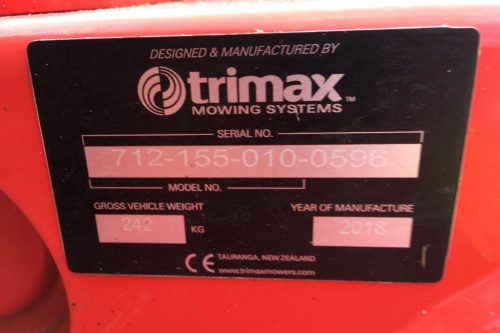 DESIGNED & MANUFACTURED BY
trimax™
MOWING SYSTEMS
SERIAL NO.
712-155-010-0596
MODEL NO.
GROSS VEHICLE WEIGHT
242 KG
YEAR OF MANUFACTURE
2018
CE
TAURANGA, NEW ZEALAND
www.trimaxmowers.com